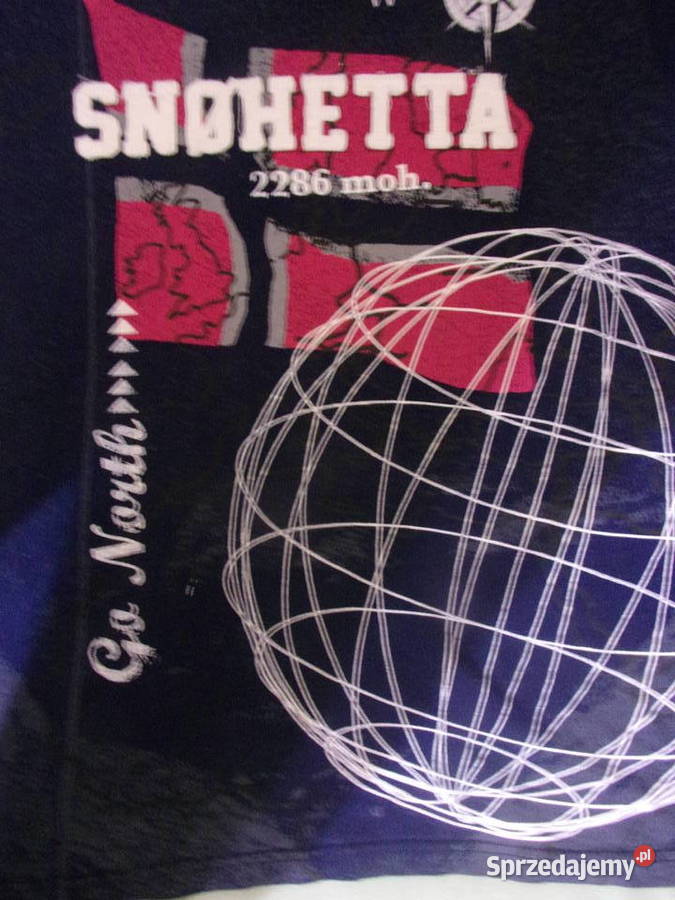 W
SNØHETTA
2286 moh.
Go North
Sprzedajemy.pl